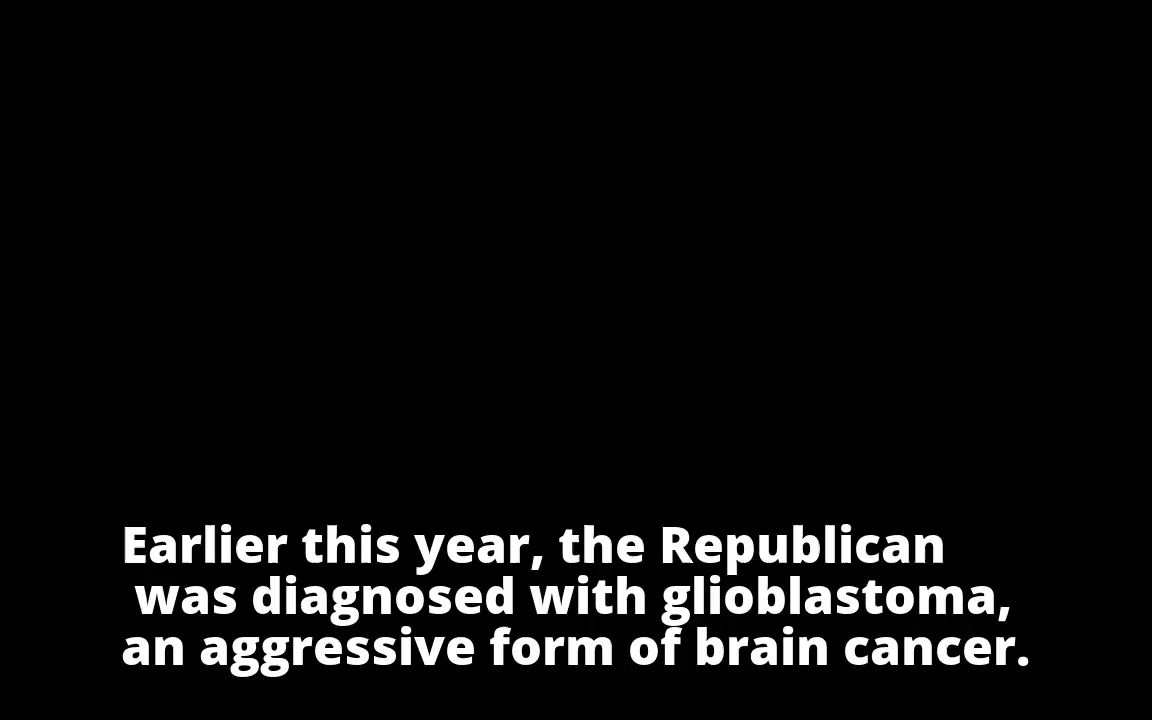 Earlier this year, the Republican
was diagnosed with glioblastoma,
an aggressive form of brain cancer.